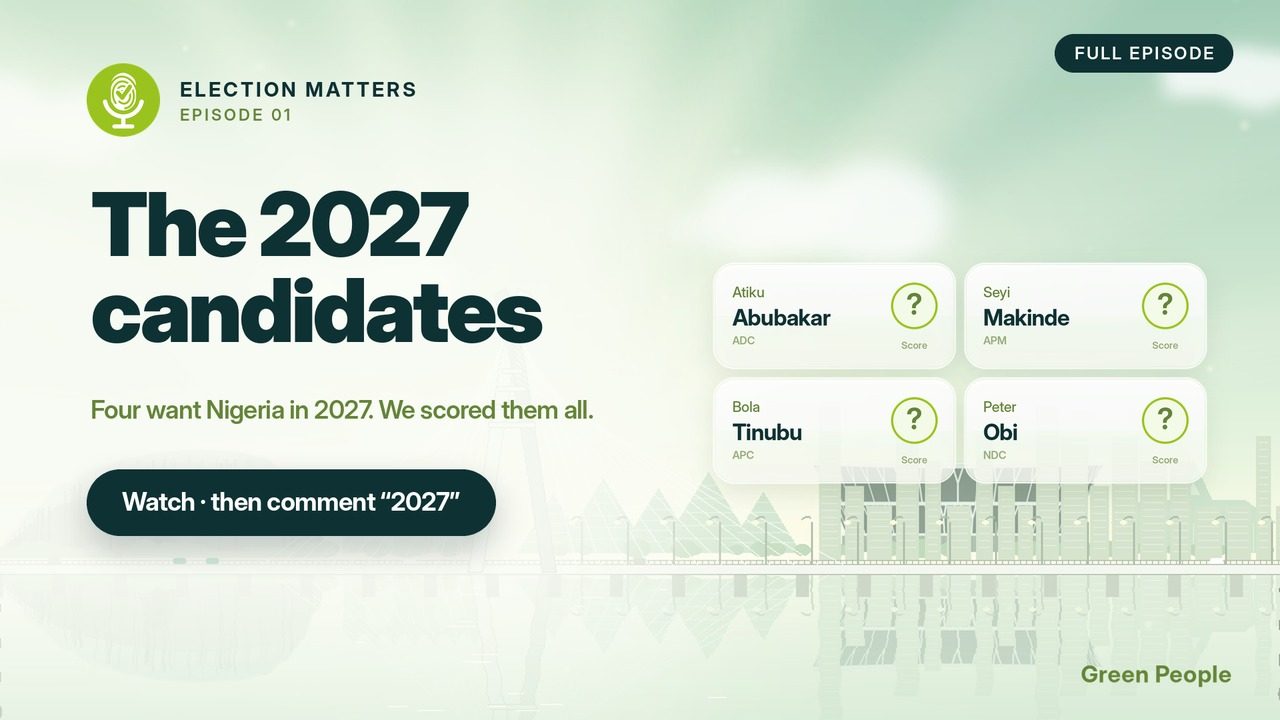 FULL EPISODE
ELECTION MATTERS
EPISODE 01
The 2027
candidates
Four want Nigeria in 2027. We scored them all.
Watch · then comment “2027”
Atiku
Abubakar
ADC
?
Score
Seyi
Makinde
APM
?
Score
Bola
Tinubu
APC
?
Score
Peter
Obi
NDC
?
Score
Green People